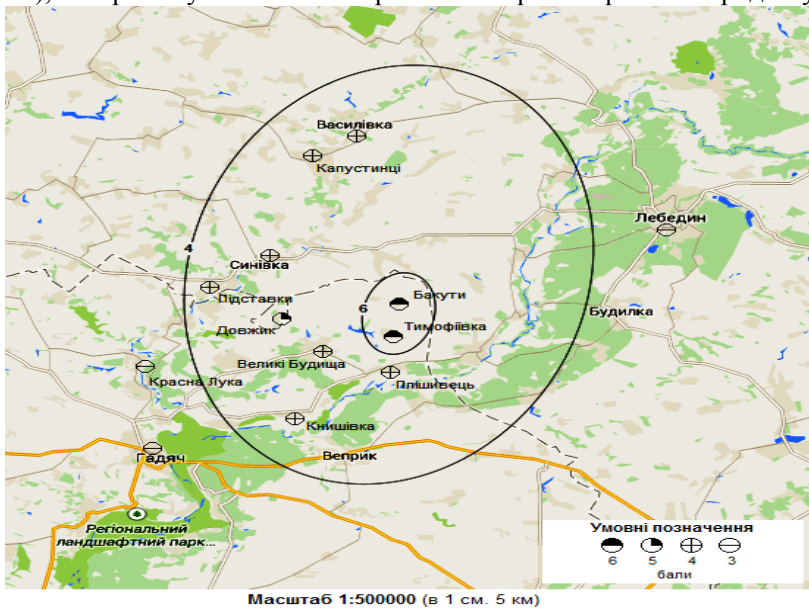 Василівка
Капустинці
Лебедин
4
Синівка
Підставки
Бакути
6
Будилка
Довжик
Тимофіївка
Великі Будища
Красна Лука
Плішивець
Книшівка
Гадяч
Веприк
Регіональний
ландшафтний парк...
Умовні позначення
6 5 4 3
бали
Масштаб 1:500000 (в 1 см. 5 км)